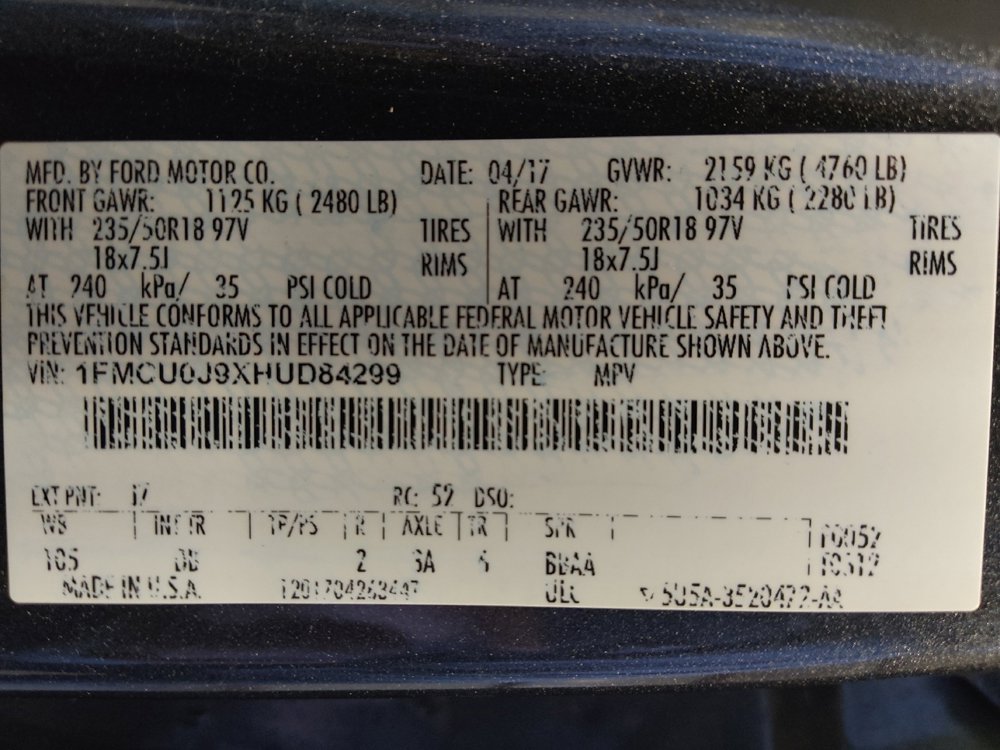 MFD. BY FORD MOTOR CO. DATE: 04/17 GVWR: 2159 KG ( 4760 LB)
FRONT GAWR: 1125 KG ( 2480 LB) REAR GAWR: 1034 KG ( 2280 LB)
WITH 235/50R18 97V TIRES WITH 235/50R18 97V TIRES
18x7.5J RIMS 18x7.5J RIMS
AT 240 kPa/ 35 PSI COLD AT 240 kPa/ 35 PSI COLD
THIS VEHICLE CONFORMS TO ALL APPLICABLE FEDERAL MOTOR VEHICLE SAFETY AND THEFT
PREVENTION STANDARDS IN EFFECT ON THE DATE OF MANUFACTURE SHOWN ABOVE.
VIN: 1FMCU0J9XHUD84299 TYPE: MPV
EXT PNT: RC: 52 DSO:
WB INT TR TP/PS R AXLE TR SPR
105 2 6A
MADE IN U.S.A.